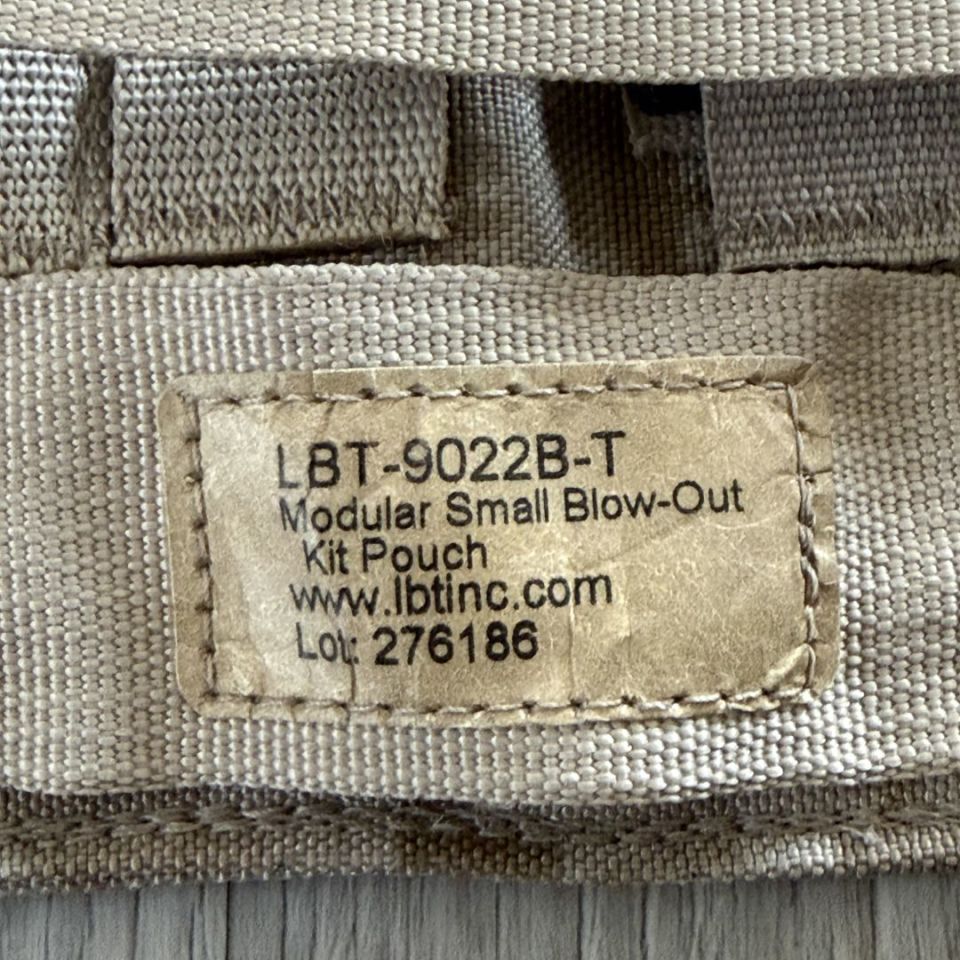 LBT-9022B-T
Modular Small Blow-Out
Kit Pouch
www.lbtinc.com
Lot: 276186